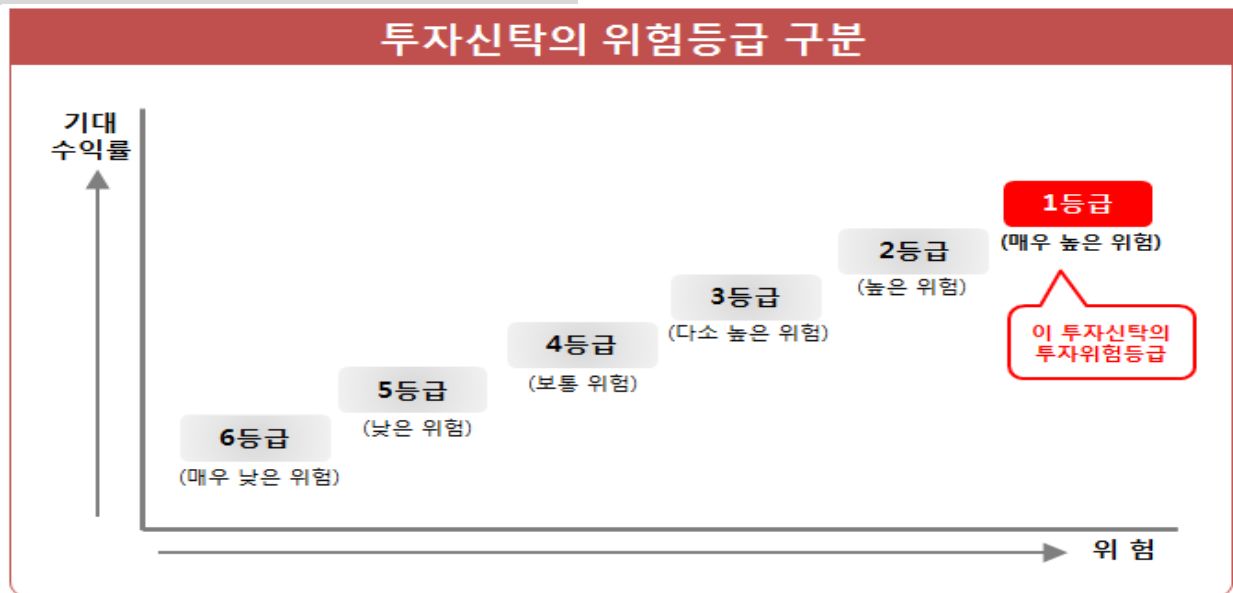 투자신탁의 위험등급 구분
기대
수익률
1등급
(매우 높은 위험)
2등급
(높은 위험)
3등급
(다소 높은 위험)
이 투자신탁의
투자위험등급
4등급
(보통 위험)
5등급
(낮은 위험)
6등급
(매우 낮은 위험)
위 험